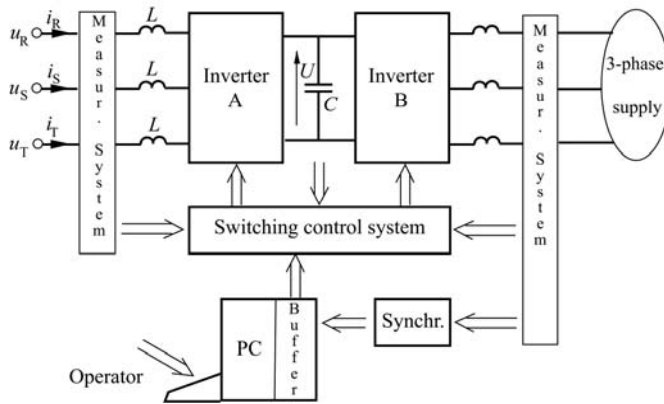 i_R
L
u_R
i_S
L
u_S
i_T
L
u_T
Measur. System
Inverter
A
U
C
Inverter
B
Measur. System
3-phase
supply
Switching control system
PC
Buffer
Synchr.
Operator